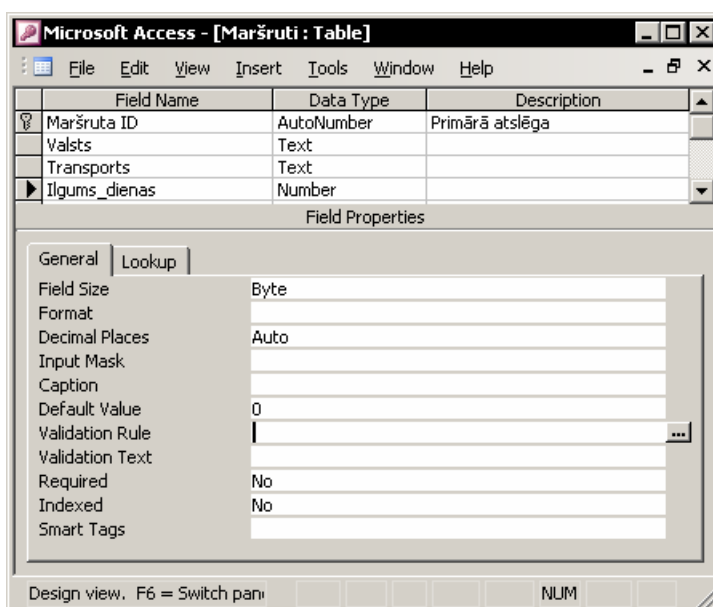 Microsoft Access - [Maršruti : Table]
File Edit View Insert Tools Window Help
Field Name Data Type Description
Maršruta ID AutoNumber Primārā atslēga
Valsts Text
Transports Text
Ilgums_dienas Number
Field Properties
General Lookup
Field Size Byte
Format
Decimal Places Auto
Input Mask
Caption
Default Value 0
Validation Rule ...
Validation Text
Required No
Indexed No
Smart Tags
Design view. F6 = Switch pan NUM